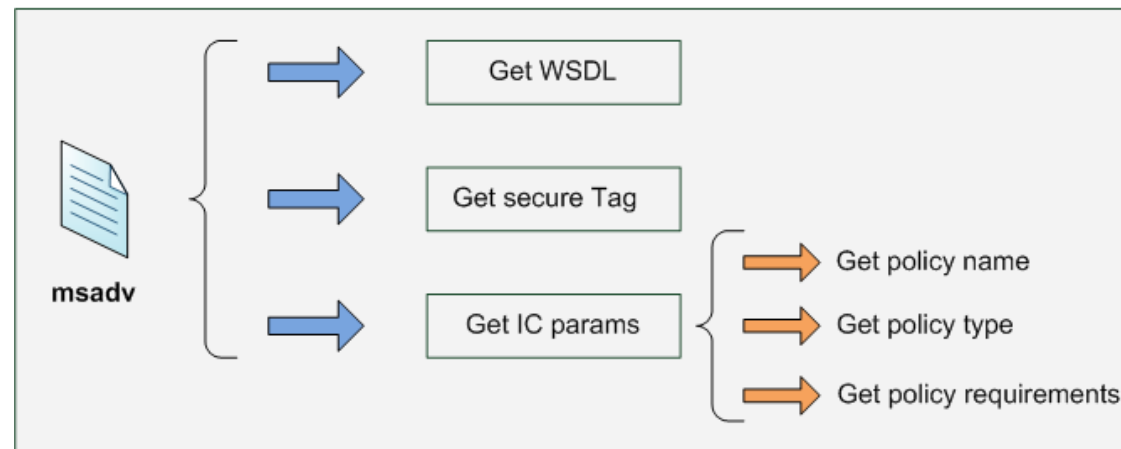 Get WSDL
Get secure Tag
msadv
Get IC params
Get policy name
Get policy type
Get policy requirements